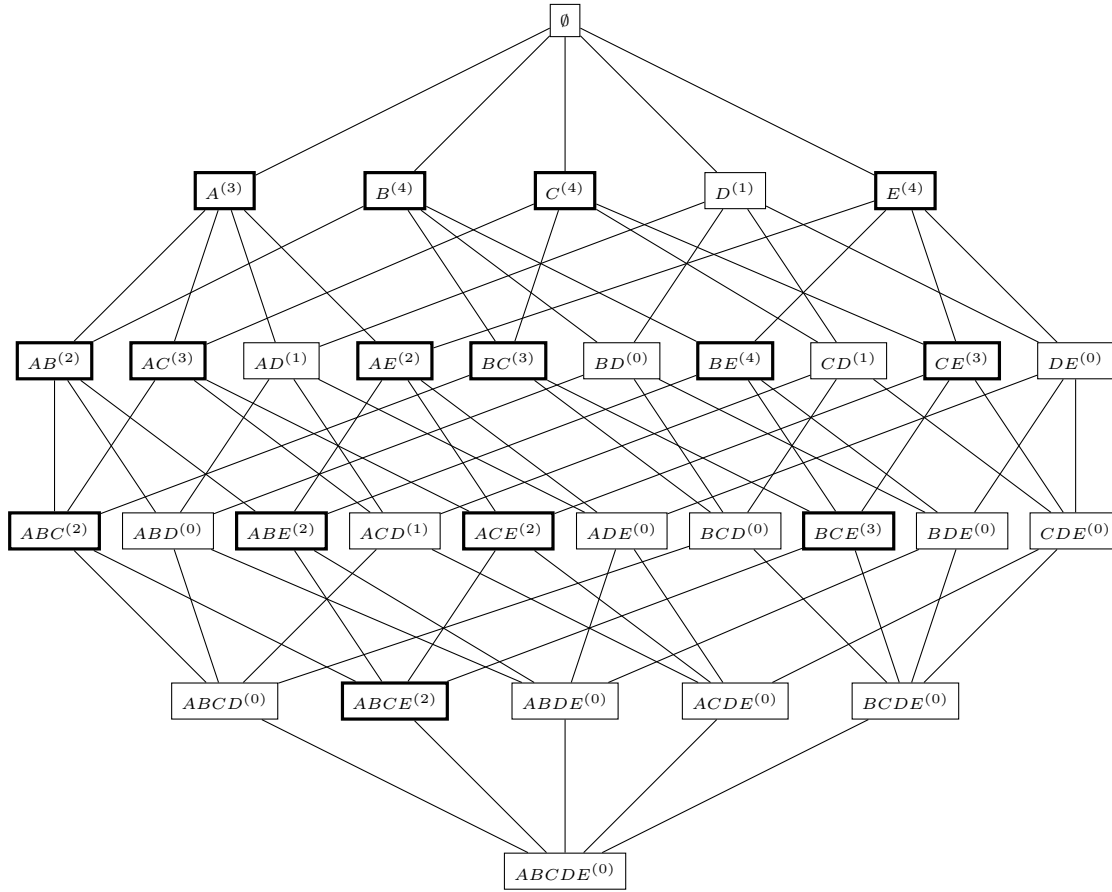 ∅
A⁽³⁾ B⁽⁴⁾ C⁽⁴⁾ D⁽¹⁾ E⁽⁴⁾
AB⁽²⁾ AC⁽³⁾ AD⁽¹⁾ AE⁽²⁾ BC⁽³⁾ BD⁽⁰⁾ BE⁽⁴⁾ CD⁽¹⁾ CE⁽³⁾ DE⁽⁰⁾
ABC⁽²⁾ ABD⁽⁰⁾ ABE⁽²⁾ ACD⁽¹⁾ ACE⁽²⁾ ADE⁽⁰⁾ BCD⁽⁰⁾ BCE⁽³⁾ BDE⁽⁰⁾ CDE⁽⁰⁾
ABCD⁽⁰⁾ ABCE⁽²⁾ ABDE⁽⁰⁾ ACDE⁽⁰⁾ BCDE⁽⁰⁾
ABCDE⁽⁰⁾